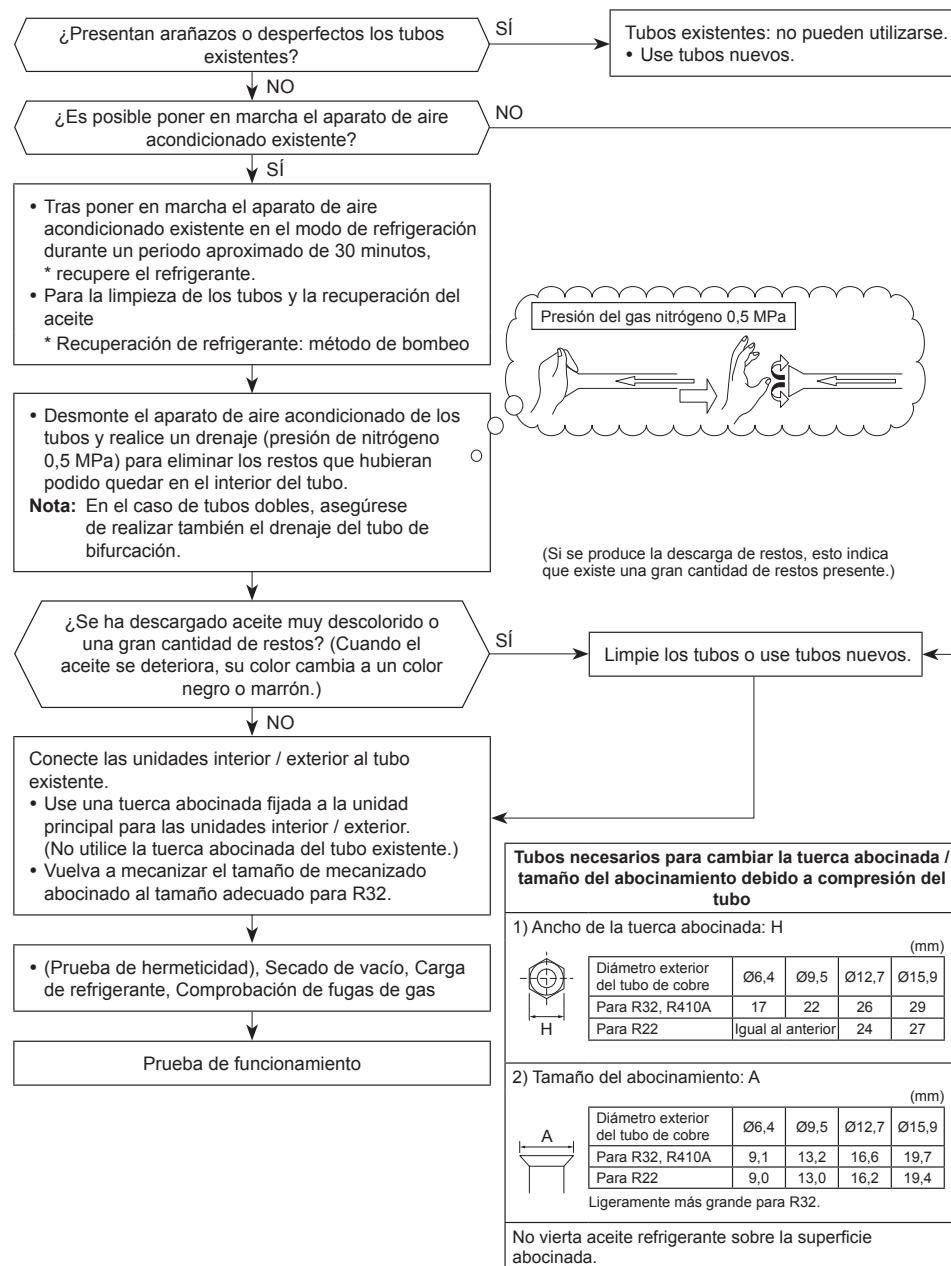 ¿Presentan arañazos o desperfectos los tubos
existentes?
SÍ
Tubos existentes: no pueden utilizarse.
• Use tubos nuevos.
NO
¿Es posible poner en marcha el aparato de aire
acondicionado existente?
NO
SÍ
• Tras poner en marcha el aparato de aire
acondicionado existente en el modo de refrigeración
durante un periodo aproximado de 30 minutos,
* recupere el refrigerante.
• Para la limpieza de los tubos y la recuperación del
aceite
* Recuperación de refrigerante: método de bombeo
Presión del gas nitrógeno 0,5 MPa
• Desmonte el aparato de aire acondicionado de los
tubos y realice un drenaje (presión de nitrógeno
0,5 MPa) para eliminar los restos que hubieran
podido quedar en el interior del tubo.
Nota: En el caso de tubos dobles, asegúrese
de realizar también el drenaje del tubo de
bifurcación.
(Si se produce la descarga de restos, esto indica
que existe una gran cantidad de restos presente.)
¿Se ha descargado aceite muy descolorido o
una gran cantidad de restos? (Cuando el
aceite se deteriora, su color cambia a un color
negro o marrón.)
SÍ
Limpie los tubos o use tubos nuevos.
NO
Conecte las unidades interior / exterior al tubo
existente.
• Use una tuerca abocinada fijada a la unidad
principal para las unidades interior / exterior.
(No utilice la tuerca abocinada del tubo existente.)
• Vuelva a mecanizar el tamaño de mecanizado
abocinado al tamaño adecuado para R32.
• (Prueba de hermeticidad), Secado de vacío, Carga
de refrigerante, Comprobación de fugas de gas
Prueba de funcionamiento
Tubos necesarios para cambiar la tuerca abocinada /
tamaño del abocinamiento debido a compresión del
tubo
1) Ancho de la tuerca abocinada: H
(mm)
H
Diámetro exterior
del tubo de cobre Ø6,4 Ø9,5 Ø12,7 Ø15,9
Para R32, R410A 17 22 26 29
Para R22 Igual al anterior 24 27
2) Tamaño del abocinamiento: A
(mm)
A
Diámetro exterior
del tubo de cobre Ø6,4 Ø9,5 Ø12,7 Ø15,9
Para R32, R410A 9,1 13,2 16,6 19,7
Para R22 9,0 13,0 16,2 19,4
Ligeramente más grande para R32.
No vierta aceite refrigerante sobre la superficie
abocinada.